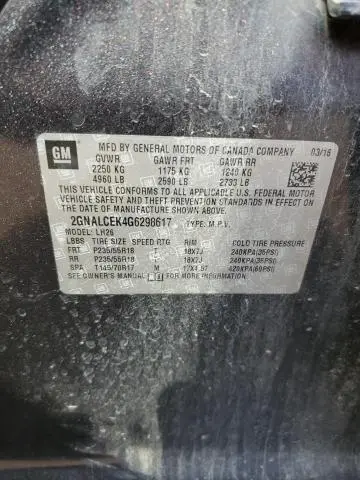 GM
MFD BY GENERAL MOTORS OF CANADA COMPANY 03/16
GVWR GAWR FRT GAWR RR
2250 KG 1175 KG 1240 KG
4960 LB 2590 LB 2733 LB
THIS VEHICLE CONFORMS TO ALL APPLICABLE U.S. FEDERAL MOTOR
VEHICLE SAFETY AND THEFT PREVENTION STANDARDS IN EFFECT ON
THE DATE OF MANUFACTURE SHOWN ABOVE.
2GNALCEK4G6298617 TYPE: M.P.V.
MODEL: LH26
LBBS TIRE SIZE SPEED RTG RIM COLD TIRE PRESSURE
FRT P235/55R18 18X7J 240KPA(35PSI)
RR P235/55R18 18X7J 240KPA(35PSI)
SPA T145/70R17 M 17X4 420KPA(60PSI)
SEE OWNER'S MANUAL FOR ADDITIONAL INFORMATION.